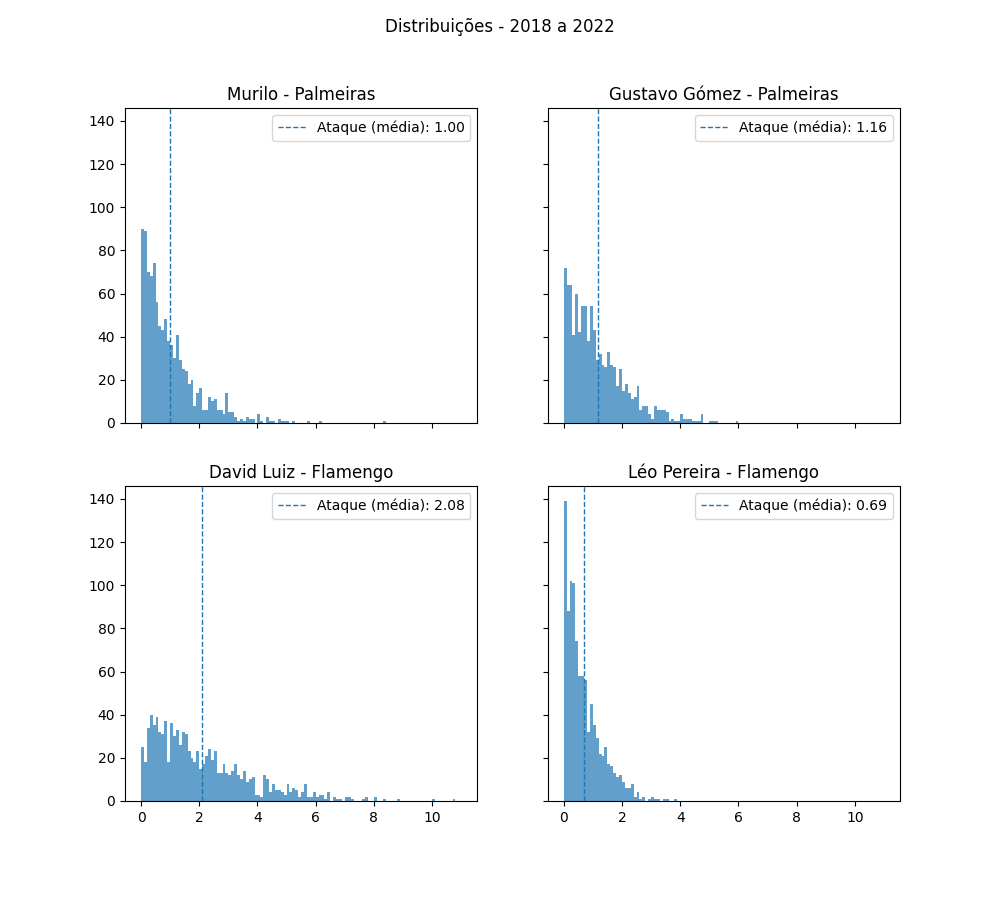 Distribuições - 2018 a 2022
Murilo - Palmeiras
Ataque (média): 1.00
140
120
100
80
60
40
20
0
Gustavo Gómez - Palmeiras
Ataque (média): 1.16
David Luiz - Flamengo
Ataque (média): 2.08
140
120
100
80
60
40
20
0
0 2 4 6 8 10
Léo Pereira - Flamengo
Ataque (média): 0.69
0 2 4 6 8 10